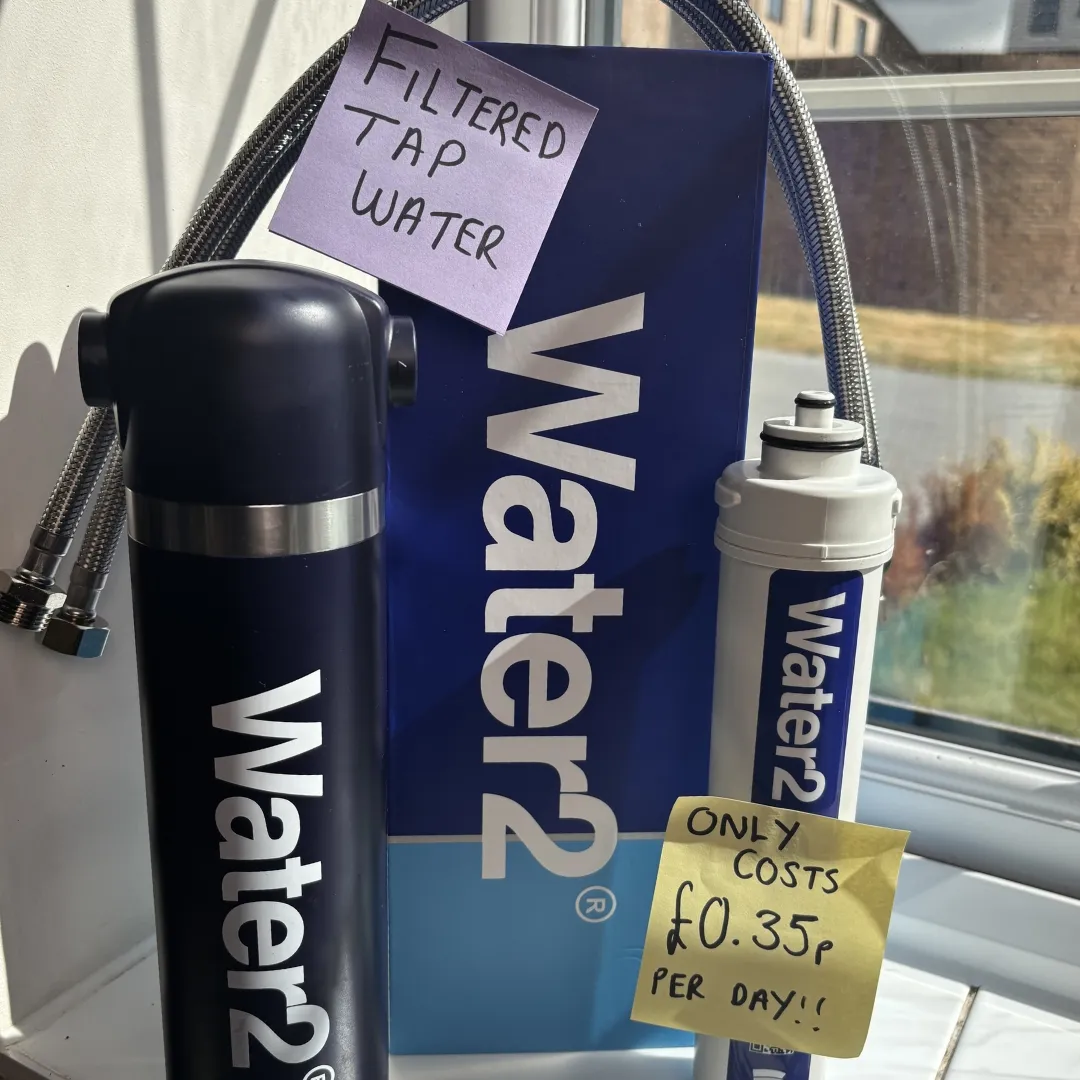 FILTERED
TAP
WATER
Water2®
Water2®
Water2
ONLY
COSTS
£0.35p
PER DAY!!